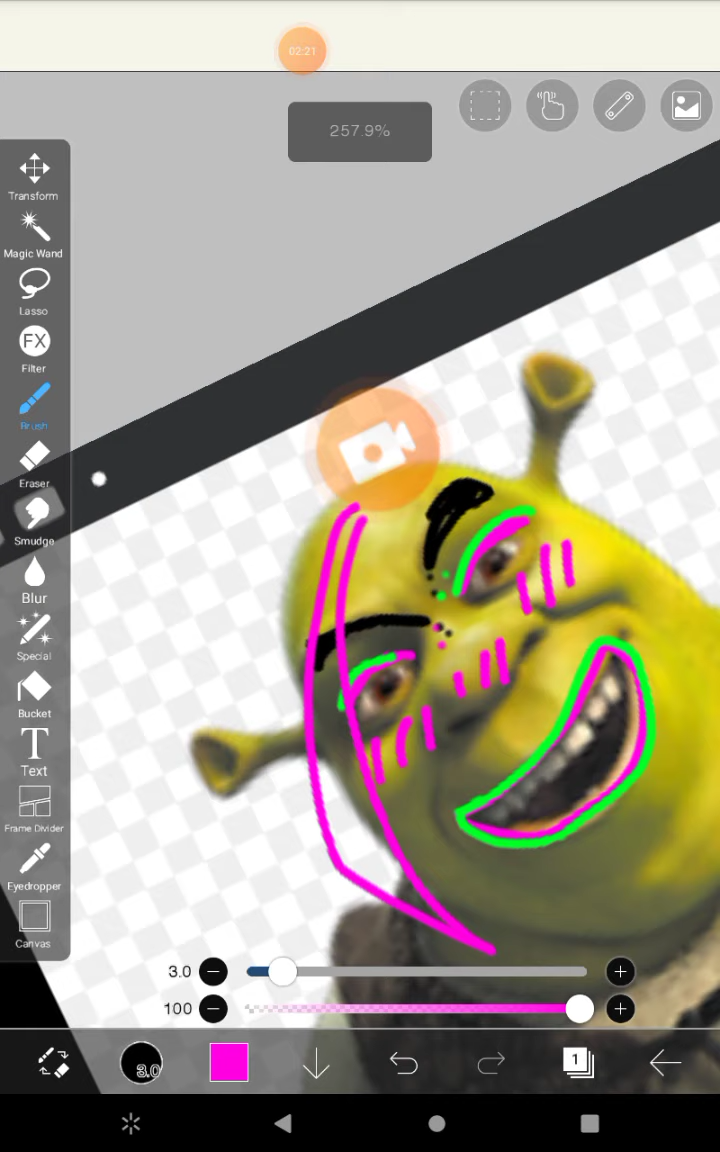 02:21
257.9%
Transform
Magic Wand
Lasso
FX
Filter
Brush
Eraser
Smudge
Blur
Special
Bucket
T
Text
Frame Divider
Eyedropper
Canvas
3.0
100
3.0
1